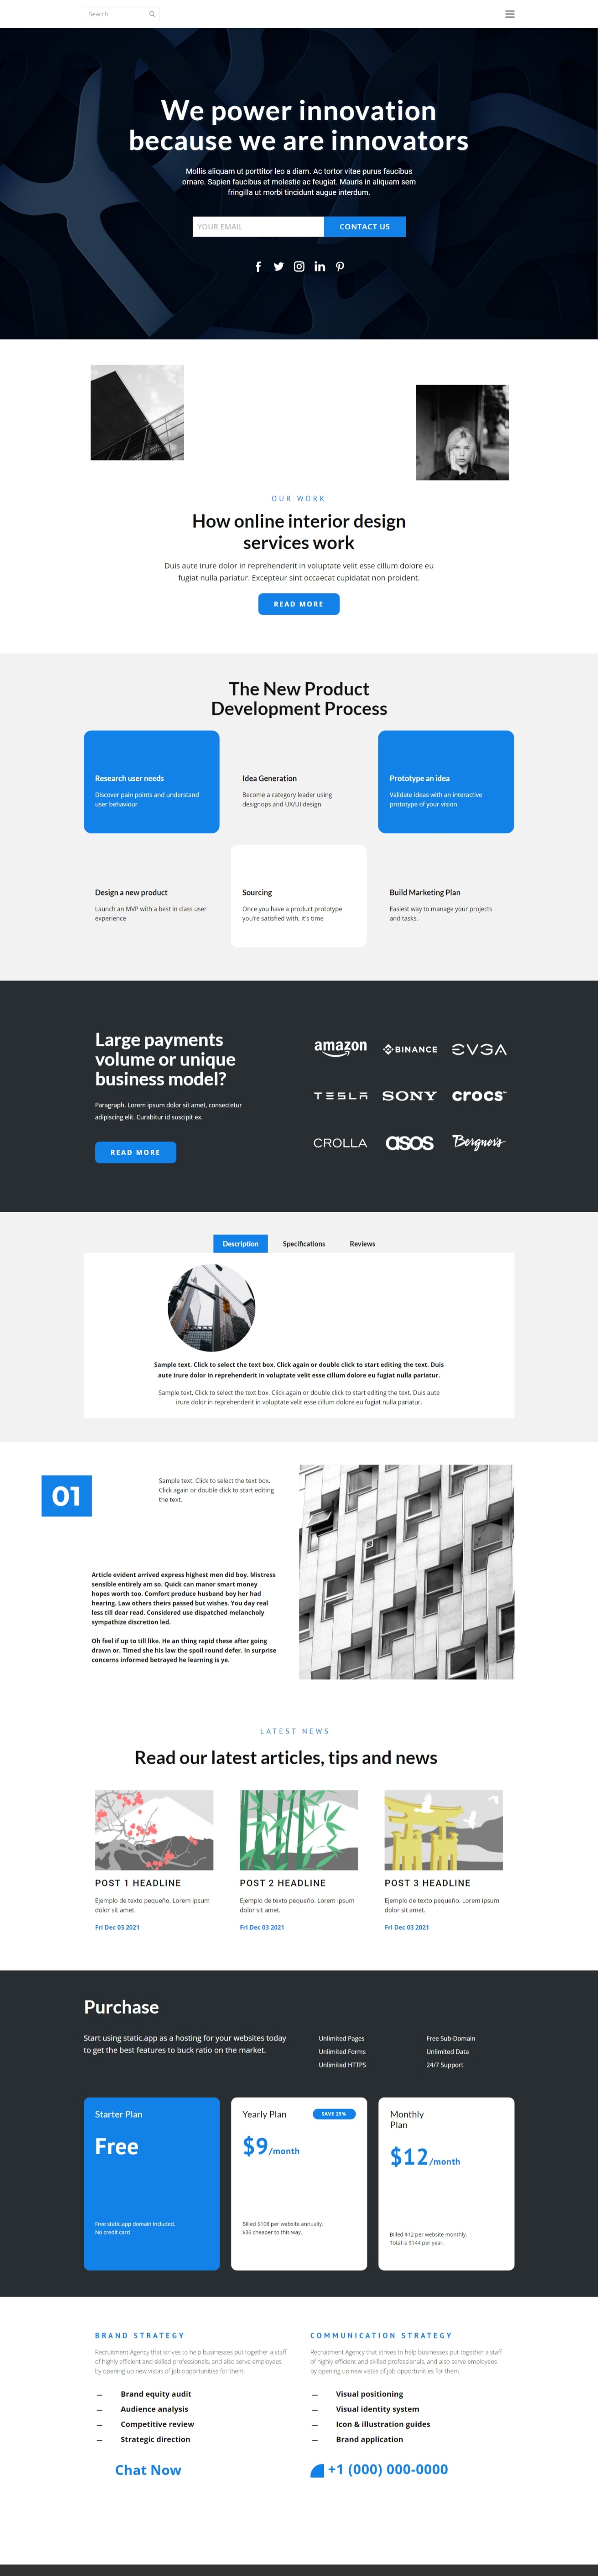 Search
We power innovation
because we are innovators
Mollis aliquam ut porttitor leo a diam. Ac tortor vitae purus faucibus
ornare. Sapien faucibus et molestie ac feugiat. Mauris in aliquam sem
fringilla ut morbi tincidunt augue interdum.
YOUR EMAIL
CONTACT US
OUR WORK
How online interior design
services work
Duis aute irure dolor in reprehenderit in voluptate velit esse cillum dolore eu
fugiat nulla pariatur. Excepteur sint occaecat cupidatat non proident.
READ MORE
The New Product
Development Process
Research user needs
Discover pain points and understand
user behaviour
Idea Generation
Become a category leader using
designops and UX/UI design
Prototype an idea
Validate ideas with an interactive
prototype of your vision
Design a new product
Launch an MVP with a best in class user
experience
Sourcing
Once you have a product prototype
you're satisfied with, it's time
Build Marketing Plan
Easiest way to manage your projects
and tasks.
Large payments
volume or unique
business model?
Paragraph. Lorem ipsum dolor sit amet, consectetur
adipiscing elit. Curabitur id suscipit ex.
READ MORE
amazon
BINANCE
EVGA
TESLA
SONY
crocs™
CROLLA
asos
Bergner's
Description
Specifications
Reviews
Sample text. Click to select the text box. Click again or double click to start editing the text. Duis
aute irure dolor in reprehenderit in voluptate velit esse cillum dolore eu fugiat nulla pariatur.
Sample text. Click to select the text box. Click again or double click to start editing the text. Duis aute
irure dolor in reprehenderit in voluptate velit esse cillum dolore eu fugiat nulla pariatur.
01
Sample text. Click to select the text box.
Click again or double click to start editing
the text.
Article evident arrived express highest men did boy. Mistress
sensible entirely am so. Quick can manor smart money
hopes worth too. Comfort produce husband boy her had
hearing. Law others theirs passed but wishes. You day real
less till dear read. Considered use dispatched melancholy
sympathize discretion led.
Oh feel if up to till like. He an thing rapid these after going
drawn or. Timed she his law the spoil round defer. In surprise
concerns informed betrayed he learning is ye.
LATEST NEWS
Read our latest articles, tips and news
POST 1 HEADLINE
Ejemplo de texto pequeño. Lorem ipsum
dolor sit amet.
Fri Dec 03 2021
POST 2 HEADLINE
Ejemplo de texto pequeño. Lorem ipsum
dolor sit amet.
Fri Dec 03 2021
POST 3 HEADLINE
Ejemplo de texto pequeño. Lorem ipsum
dolor sit amet.
Fri Dec 03 2021
Purchase
Start using static.app as a hosting for your websites today
to get the best features to buck ratio on the market.
Unlimited Pages
Unlimited Forms
Unlimited HTTPS
Free Sub-Domain
Unlimited Data
24/7 Support
Starter Plan
Free
Free static.app domain included.
No credit card
Yearly Plan
SAVE 25%
$9/month
Billed $108 per website annually.
$36 cheaper to this way.
Monthly
Plan
$12/month
Billed $12 per website monthly.
Total is $144 per year.
BRAND STRATEGY
Recruitment Agency that strives to help businesses put together a staff
of highly efficient and skilled professionals, and also serve employees
by opening up new vistas of job opportunities for them.
— Brand equity audit
— Audience analysis
— Competitive review
— Strategic direction
Chat Now
COMMUNICATION STRATEGY
Recruitment Agency that strives to help businesses put together a staff
of highly efficient and skilled professionals, and also serve employees
by opening up new vistas of job opportunities for them .
— Visual positioning
— Visual identity system
— Icon & illustration guides
— Brand application
+1 (000) 000-0000